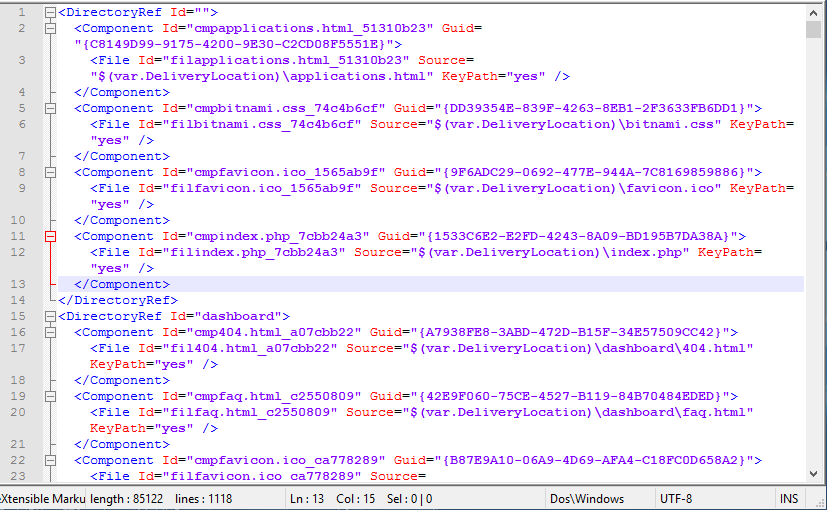 1 <DirectoryRef Id="">
2 <Component Id="cmpapplications.html_51310b23" Guid=
"{C8149D99-9175-4200-9E30-C2CD08F5551E}">
3 <File Id="filapplications.html_51310b23" Source=
"$(var.DeliveryLocation)\applications.html" KeyPath="yes" />
4 </Component>
5 <Component Id="cmpbitnami.css_74c4b6cf" Guid="{DD39354E-839F-4263-8EB1-2F3633FB6DD1}">
6 <File Id="filbitnami.css_74c4b6cf" Source="$(var.DeliveryLocation)\bitnami.css" KeyPath=
"yes" />
7 </Component>
8 <Component Id="cmpfavicon.ico_1565ab9f" Guid="{9F6ADC29-0692-477E-944A-7C8169859886}">
9 <File Id="filfavicon.ico_1565ab9f" Source="$(var.DeliveryLocation)\favicon.ico" KeyPath=
"yes" />
10 </Component>
11 <Component Id="cmpindex.php_7cbb24a3" Guid="{1533C6E2-E2FD-4243-8A09-BD195B7DA38A}">
12 <File Id="filindex.php_7cbb24a3" Source="$(var.DeliveryLocation)\index.php" KeyPath=
"yes" />
13 </Component>
14 </DirectoryRef>
15 <DirectoryRef Id="dashboard">
16 <Component Id="cmp404.html_a07cbb22" Guid="{A7938FE8-3ABD-472D-B15F-34E57509CC42}">
17 <File Id="fil404.html_a07cbb22" Source="$(var.DeliveryLocation)\dashboard\404.html"
KeyPath="yes" />
18 </Component>
19 <Component Id="cmpfaq.html_c2550809" Guid="{42E9F060-75CE-4527-B119-84B70484EDED}">
20 <File Id="filfaq.html_c2550809" Source="$(var.DeliveryLocation)\dashboard\faq.html"
KeyPath="yes" />
21 </Component>
22 <Component Id="cmpfavicon.ico_ca778289" Guid="{B87E9A10-06A9-4D69-AFA4-C18FC0D658A2}">
23 <File Id="filfavicon.ico_ca778289" Source=
eXtensible Marku length : 85122 lines : 1118 Ln : 13 Col : 15 Sel : 0 | 0 Dos\Windows UTF-8 INS